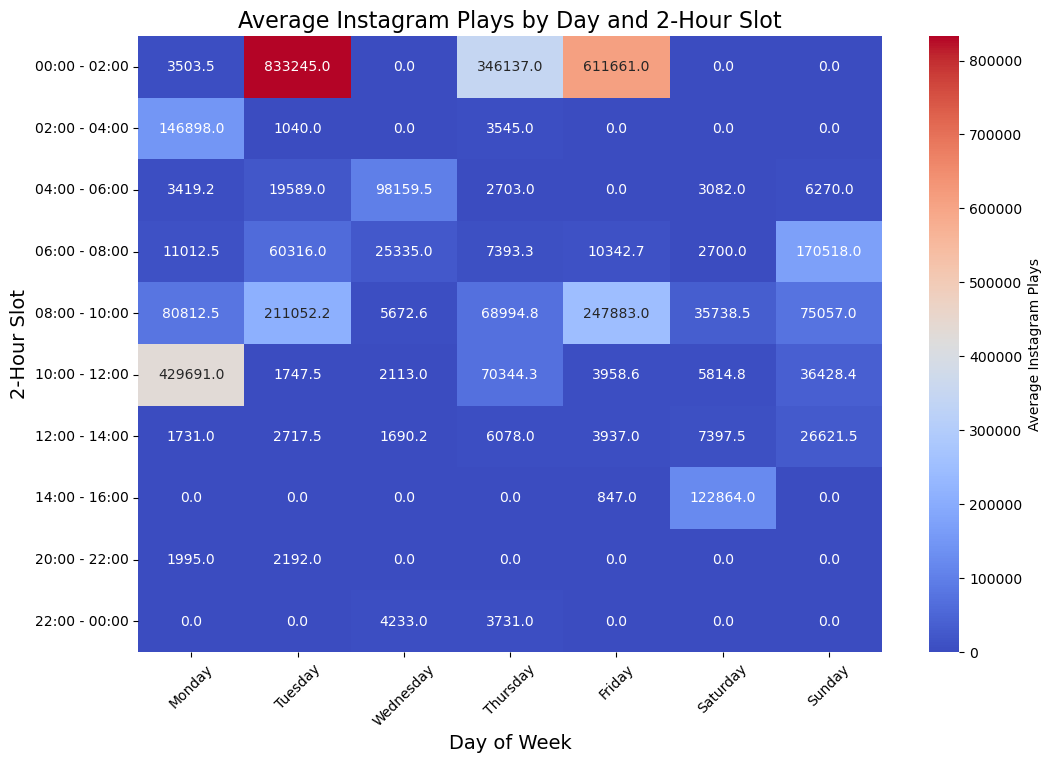 Average Instagram Plays by Day and 2-Hour Slot
00:00 - 02:00 3503.5 833245.0 0.0 346137.0 611661.0 0.0 0.0
02:00 - 04:00 146898.0 1040.0 0.0 3545.0 0.0 0.0 0.0
04:00 - 06:00 3419.2 19589.0 98159.5 2703.0 0.0 3082.0 6270.0
06:00 - 08:00 11012.5 60316.0 25335.0 7393.3 10342.7 2700.0 170518.0
08:00 - 10:00 80812.5 211052.2 5672.6 68994.8 247883.0 35738.5 75057.0
10:00 - 12:00 429691.0 1747.5 2113.0 70344.3 3958.6 5814.8 36428.4
12:00 - 14:00 1731.0 2717.5 1690.2 6078.0 3937.0 7397.5 26621.5
14:00 - 16:00 0.0 0.0 0.0 0.0 847.0 122864.0 0.0
20:00 - 22:00 1995.0 2192.0 0.0 0.0 0.0 0.0 0.0
22:00 - 00:00 0.0 0.0 4233.0 3731.0 0.0 0.0 0.0
Monday Tuesday Wednesday Thursday Friday Saturday Sunday
Day of Week
2-Hour Slot
800000
700000
600000
500000
400000
300000
200000
100000
0
Average Instagram Plays